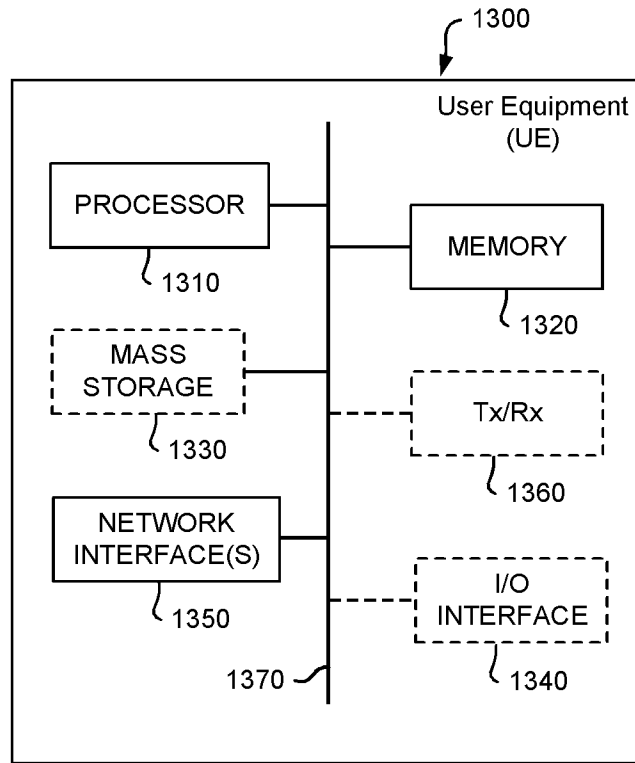 1300
User Equipment
(UE)
PROCESSOR
1310
MEMORY
1320
MASS
STORAGE
1330
Tx/Rx
1360
NETWORK
INTERFACE(S)
1350
I/O
INTERFACE
1340
1370